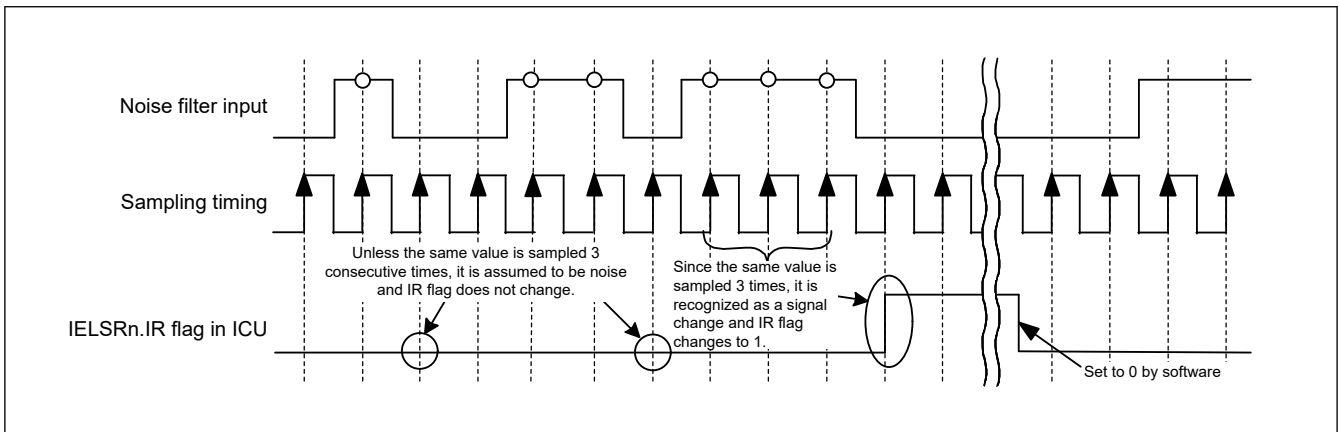 Noise filter input
Sampling timing
Unless the same value is sampled 3
consecutive times, it is assumed to be noise
and IR flag does not change.
Since the same value is
sampled 3 times, it is
recognized as a signal
change and IR flag
changes to 1.
IELSRn.IR flag in ICU
Set to 0 by software